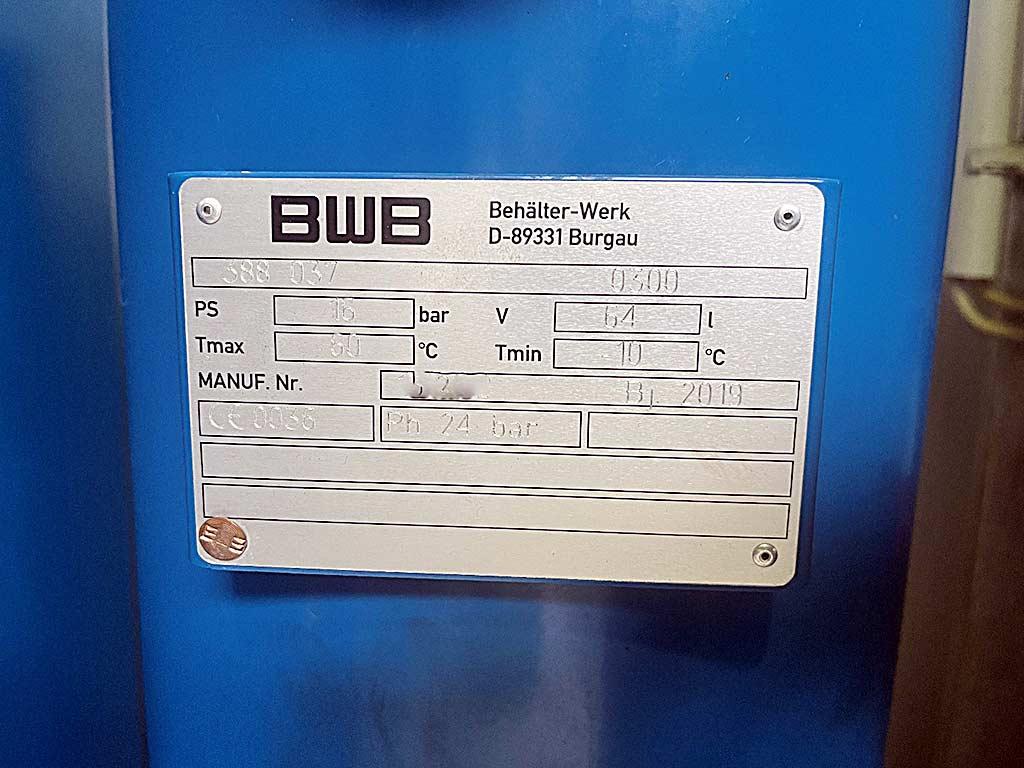 BWB Behälter-Werk
D-89331 Burgau
388 037 0300
PS 16 bar V 64 l
Tmax 60 °C Tmin -10 °C
MANUF. Nr. Bj. 2019
CE 0036 Ph 24 bar